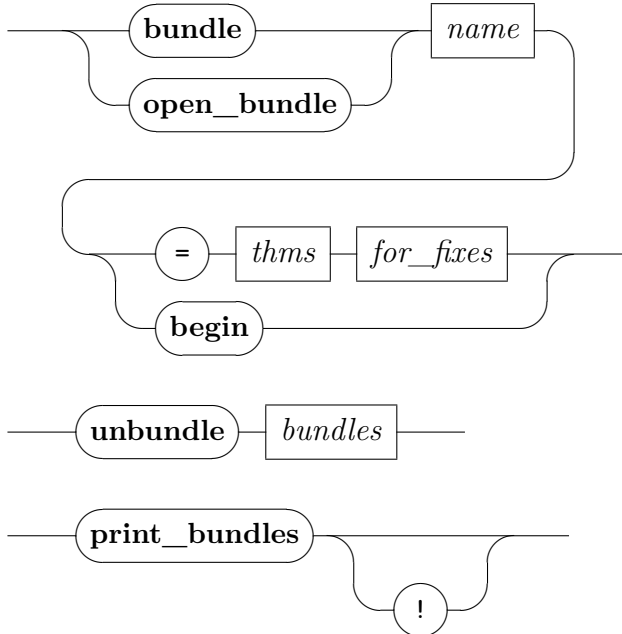 bundle name
open_bundle
= thms for_fixes
begin
unbundle bundles
print_bundles
!